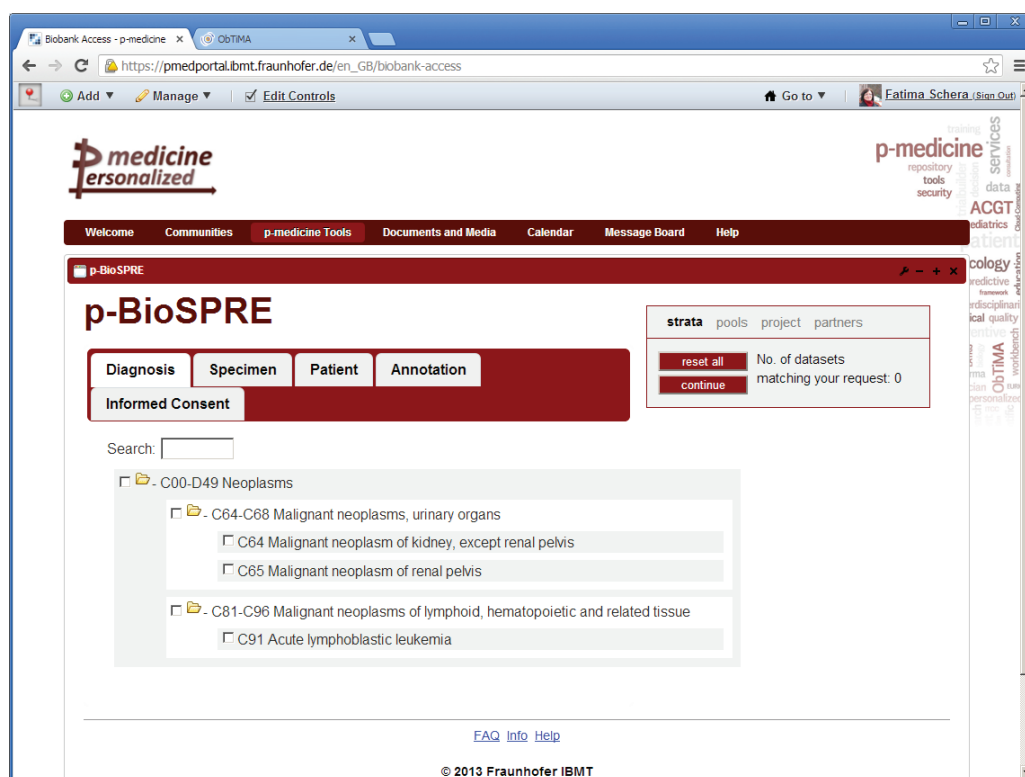 Biobank Access - p-medicine × ObTiMA ×
https://pmedportal.ibmt.fraunhofer.de/en_GB/biobank-access
Add ▼ Manage ▼ Edit Controls Go to ▼ Fatima Schera (Sign Out)
p medicine
ersonalized
training
p-medicine
services
repository
tools
security
data
ACGT
Welcome Communities p-medicine Tools Documents and Media Calendar Message Board Help
p-BioSPRE
p-BioSPRE
strata pools project partners
Diagnosis Specimen Patient Annotation
reset all No. of datasets
continue matching your request: 0
Informed Consent
education
framework
workbench
ObTiMA
Search:
- C00-D49 Neoplasms
- C64-C68 Malignant neoplasms, urinary organs
C64 Malignant neoplasm of kidney, except renal pelvis
C65 Malignant neoplasm of renal pelvis
- C81-C96 Malignant neoplasms of lymphoid, hematopoietic and related tissue
C91 Acute lymphoblastic leukemia
FAQ Info Help
© 2013 Fraunhofer IBMT